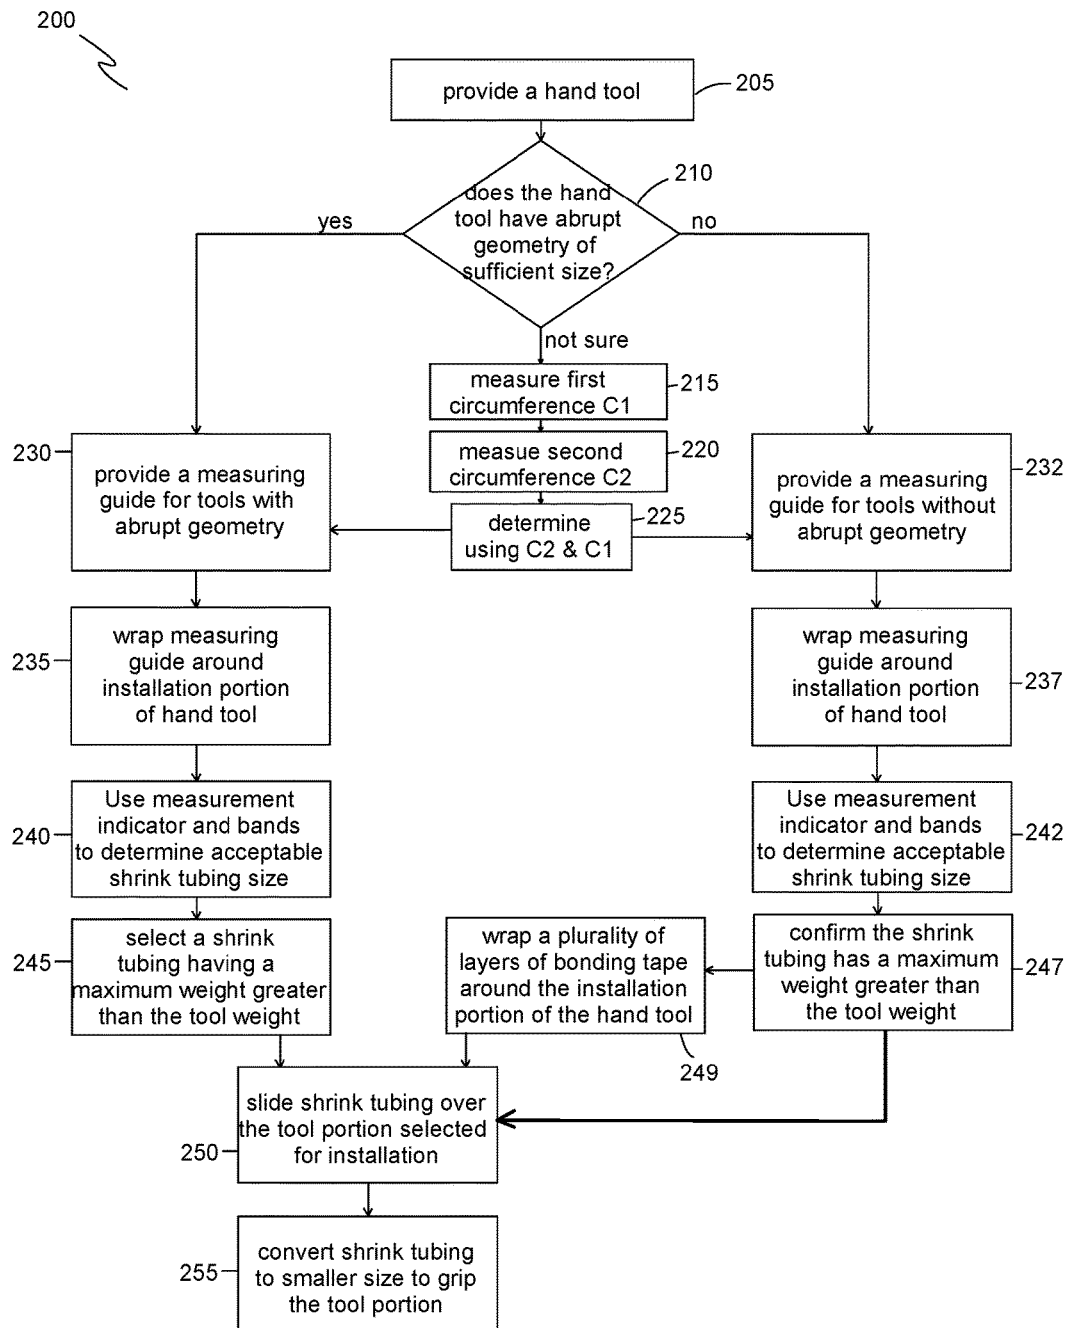 200
provide a hand tool
205
does the hand
tool have abrupt
geometry of
sufficient size?
210
yes
no
not sure
measure first
circumference C1
215
measue second
circumference C2
220
determine
using C2 & C1
225
230
provide a measuring
guide for tools with
abrupt geometry
provide a measuring
guide for tools without
abrupt geometry
232
235
wrap measuring
guide around
installation portion
of hand tool
wrap measuring
guide around
installation portion
of hand tool
237
240
Use measurement
indicator and bands
to determine acceptable
shrink tubing size
Use measurement
indicator and bands
to determine acceptable
shrink tubing size
242
245
select a shrink
tubing having a
maximum weight greater
than the tool weight
wrap a plurality of
layers of bonding tape
around the installation
portion of the hand tool
249
confirm the shrink
tubing has a maximum
weight greater than
the tool weight
247
slide shrink tubing over
the tool portion selected
for installation
250
convert shrink tubing
to smaller size to grip
the tool portion
255